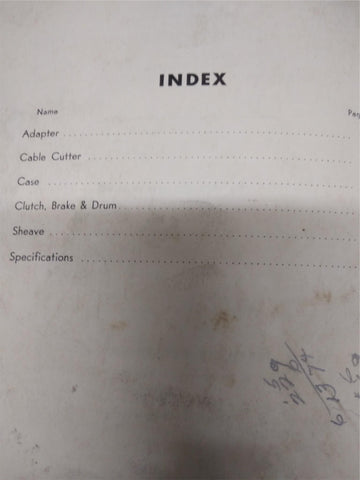 INDEX
Name
Adapter
Cable Cutter
Case
Clutch, Brake & Drum
Sheave
Specifications